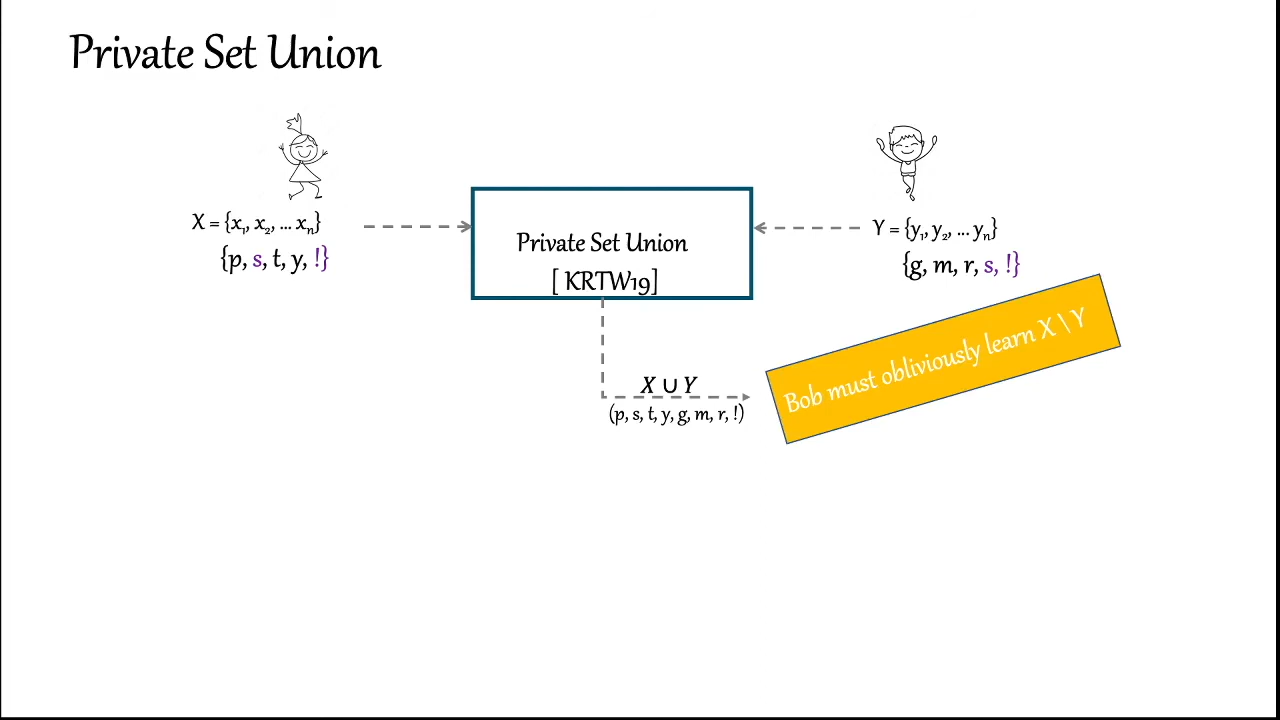 Private Set Union
X = {x₁, x₂, ... xₙ}
{p, s, t, y, !}
Y = {y₁, y₂, ... yₙ}
{g, m, r, s, !}
Private Set Union
[ KRTW19]
X ∪ Y
(p, s, t, y, g, m, r, !)
Bob must obliviously learn X \ Y